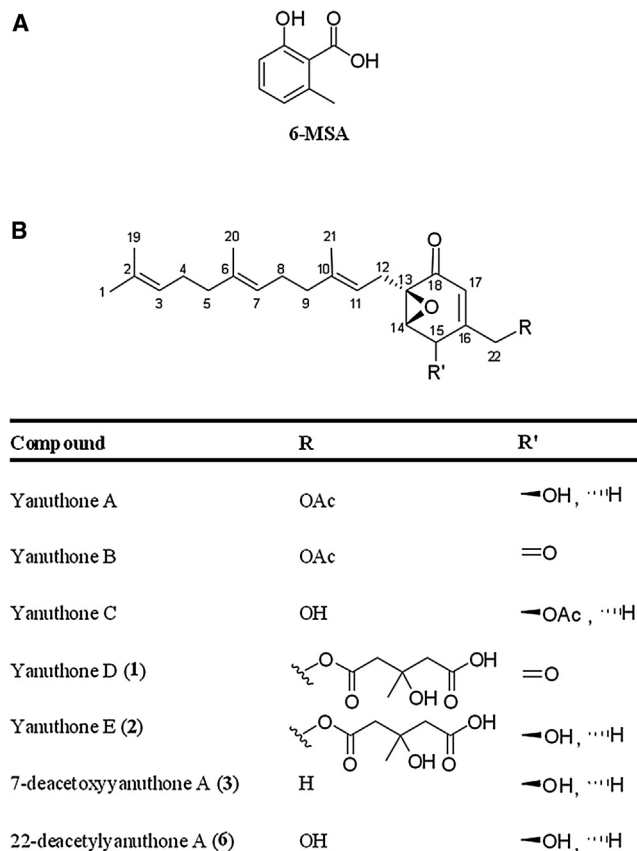 A
OH
O
OH
6-MSA
B
19
20
21
O
2
4
6
8
10
12
13
18
17
1
3
5
7
9
11
O
14
15
16
22
R
R'
Compound R R'
Yanuthone A OAc OH, H
Yanuthone B OAc =O
Yanuthone C OH OAc, H
Yanuthone D (1) O O OH O OH =O
Yanuthone E (2) O O OH O OH OH, H
7-deacetoxyyanuthone A (3) H OH, H
22-deacetylyanuthone A (6) OH OH, H